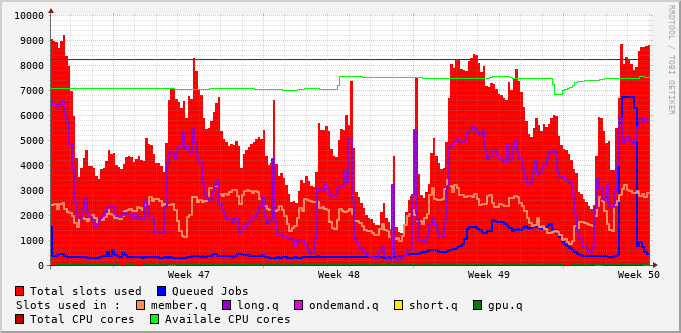 RRDTOOL / TOBI OETIKER
10000
9000
8000
7000
6000
5000
4000
3000
2000
1000
0
Week 47 Week 48 Week 49 Week 50
Total slots used Queued Jobs
Slots used in : member.q long.q ondemand.q short.q gpu.q
Total CPU cores Availale CPU cores